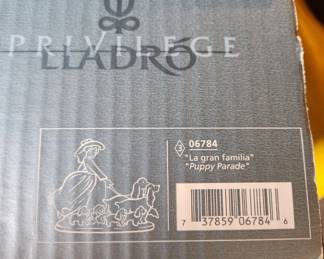 PRIVILEGE
LLADRÓ
3 06784
"La gran familia"
"Puppy Parade"
7 37859 06784 6